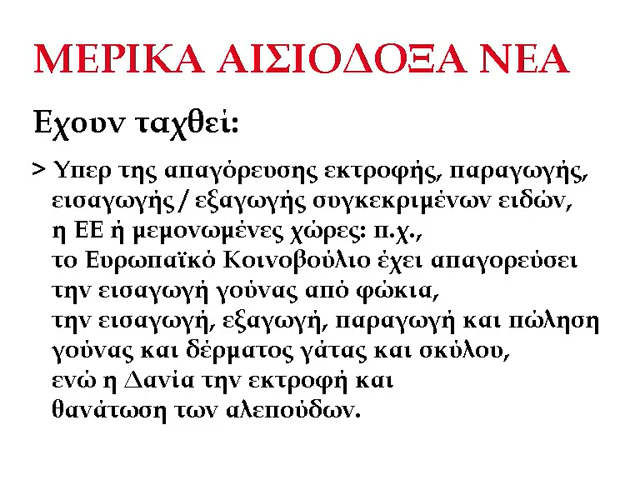 ΜΕΡΙΚΑ ΑΙΣΙΟΔΟΞΑ ΝΕΑ
Εχουν ταχθεί:
> Υπερ της απαγόρευσης εκτροφής, παραγωγής,
εισαγωγής / εξαγωγής συγκεκριμένων ειδών,
η ΕΕ ή μεμονωμένες χώρες: π.χ.,
το Ευρωπαϊκό Κοινοβούλιο έχει απαγορεύσει
την εισαγωγή γούνας από φώκια,
την εισαγωγή, εξαγωγή, παραγωγή και πώληση
γούνας και δέρματος γάτας και σκύλου,
ενώ η Δανία την εκτροφή και
θανάτωση των αλεπούδων.